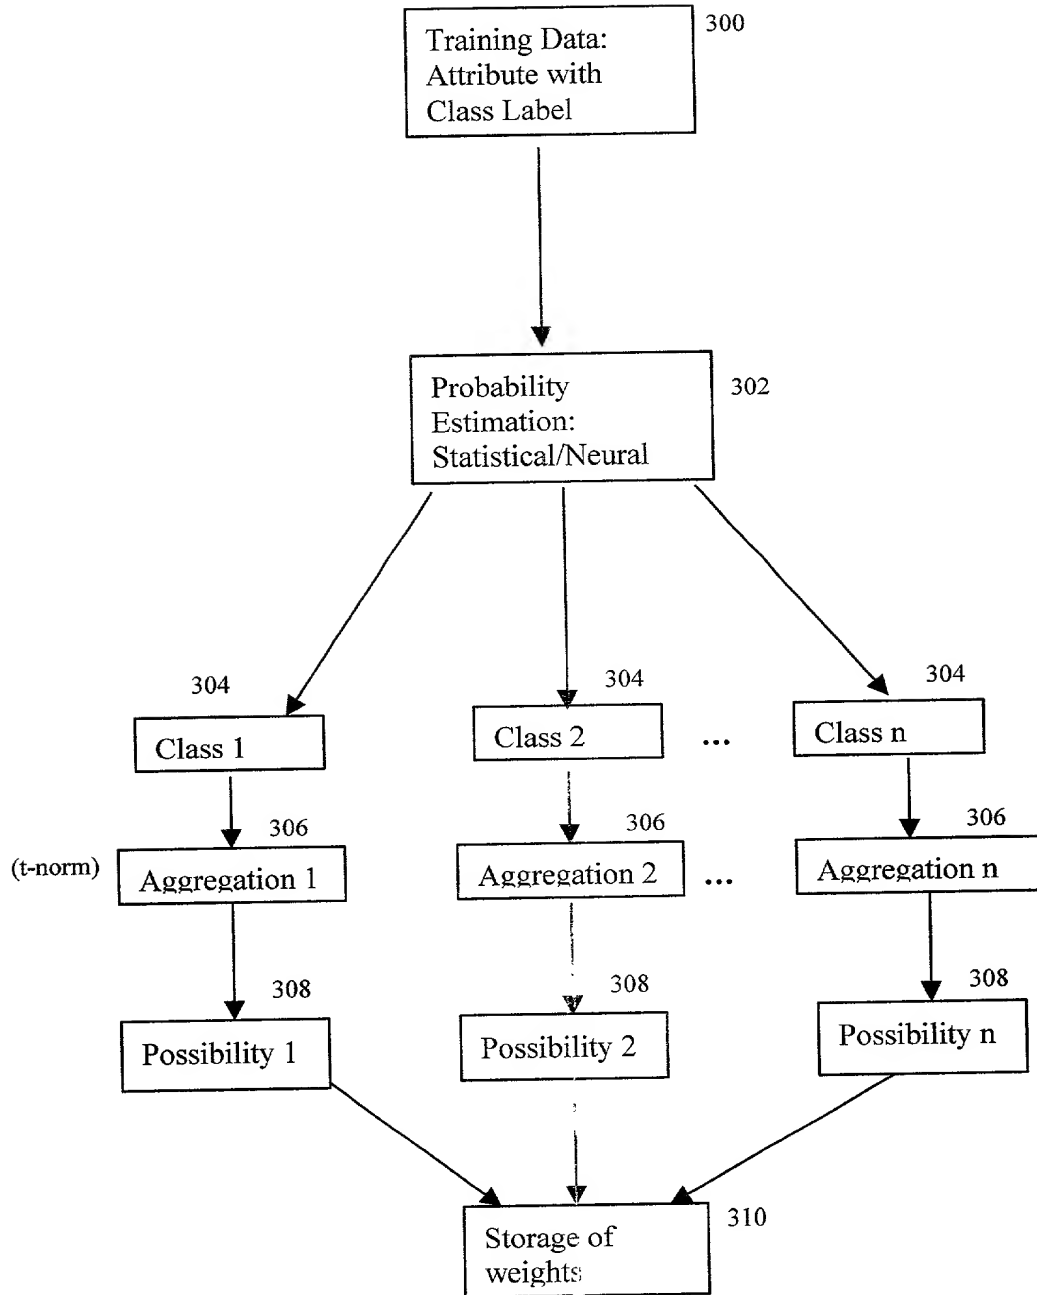 300
Training Data:
Attribute with
Class Label
302
Probability
Estimation:
Statistical/Neural
304 304 304
Class 1 Class 2 ... Class n
306 306 306
(t-norm) Aggregation 1 Aggregation 2 ... Aggregation n
308 308 308
Possibility 1 Possibility 2 Possibility n
310
Storage of
weights